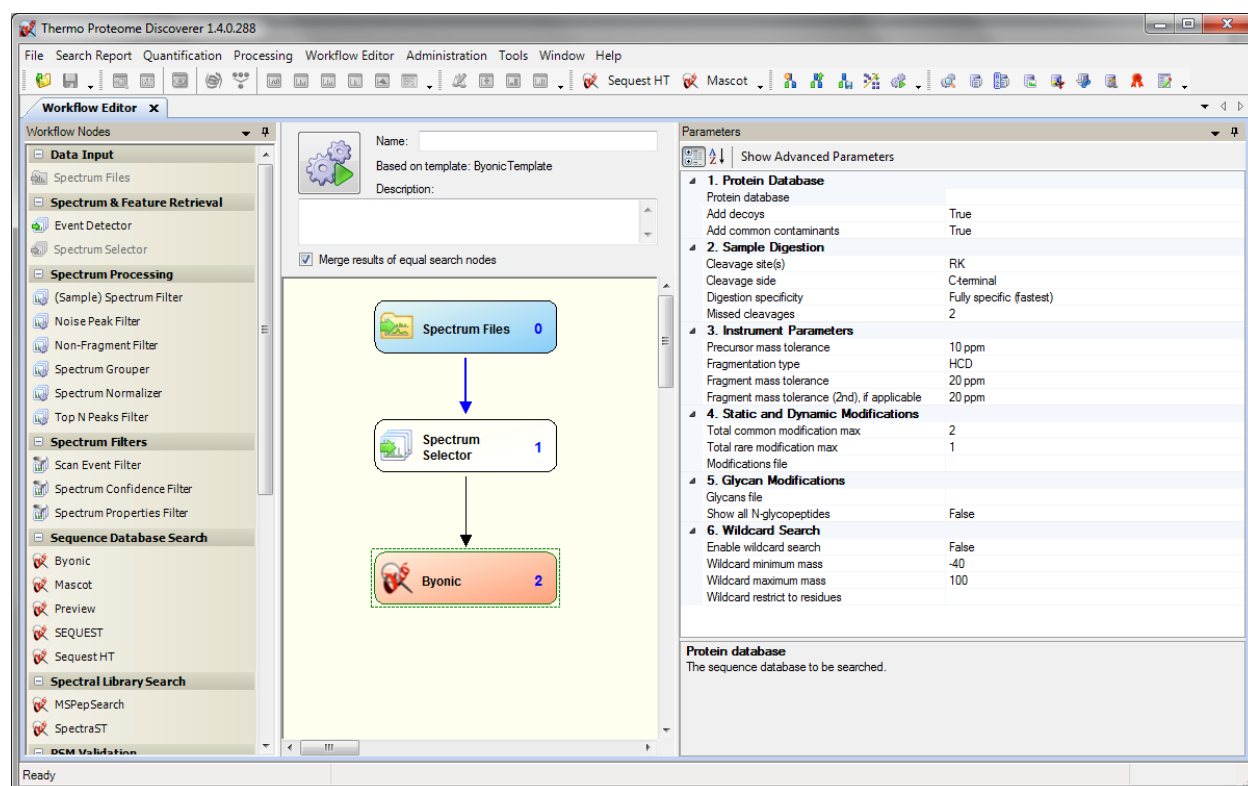 Thermo Proteome Discoverer 1.4.0.288
File Search Report Quantification Processing Workflow Editor Administration Tools Window Help
Sequest HT Mascot
Workflow Editor X
Workflow Nodes
Data Input
Spectrum Files
Spectrum & Feature Retrieval
Event Detector
Spectrum Selector
Spectrum Processing
(Sample) Spectrum Filter
Noise Peak Filter
Non-Fragment Filter
Spectrum Grouper
Spectrum Normalizer
Top N Peaks Filter
Spectrum Filters
Scan Event Filter
Spectrum Confidence Filter
Spectrum Properties Filter
Sequence Database Search
Byonic
Mascot
Preview
SEQUEST
Sequest HT
Spectral Library Search
MSPepSearch
SpectraST
PSM Validation
Name:
Based on template: ByonicTemplate
Description:
Merge results of equal search nodes
Spectrum Files 0
Spectrum
Selector 1
Byonic 2
Parameters
Show Advanced Parameters
1. Protein Database
Protein database
Add decoys True
Add common contaminants True
2. Sample Digestion
Cleavage site(s) RK
Cleavage side C-terminal
Digestion specificity Fully specific (fastest)
Missed cleavages 2
3. Instrument Parameters
Precursor mass tolerance 10 ppm
Fragmentation type HCD
Fragment mass tolerance 20 ppm
Fragment mass tolerance (2nd), if applicable 20 ppm
4. Static and Dynamic Modifications
Total common modification max 2
Total rare modification max 1
Modifications file
5. Glycan Modifications
Glycans file
Show all N-glycopeptides False
6. Wildcard Search
Enable wildcard search False
Wildcard minimum mass -40
Wildcard maximum mass 100
Wildcard restrict to residues
Protein database
The sequence database to be searched.
Ready